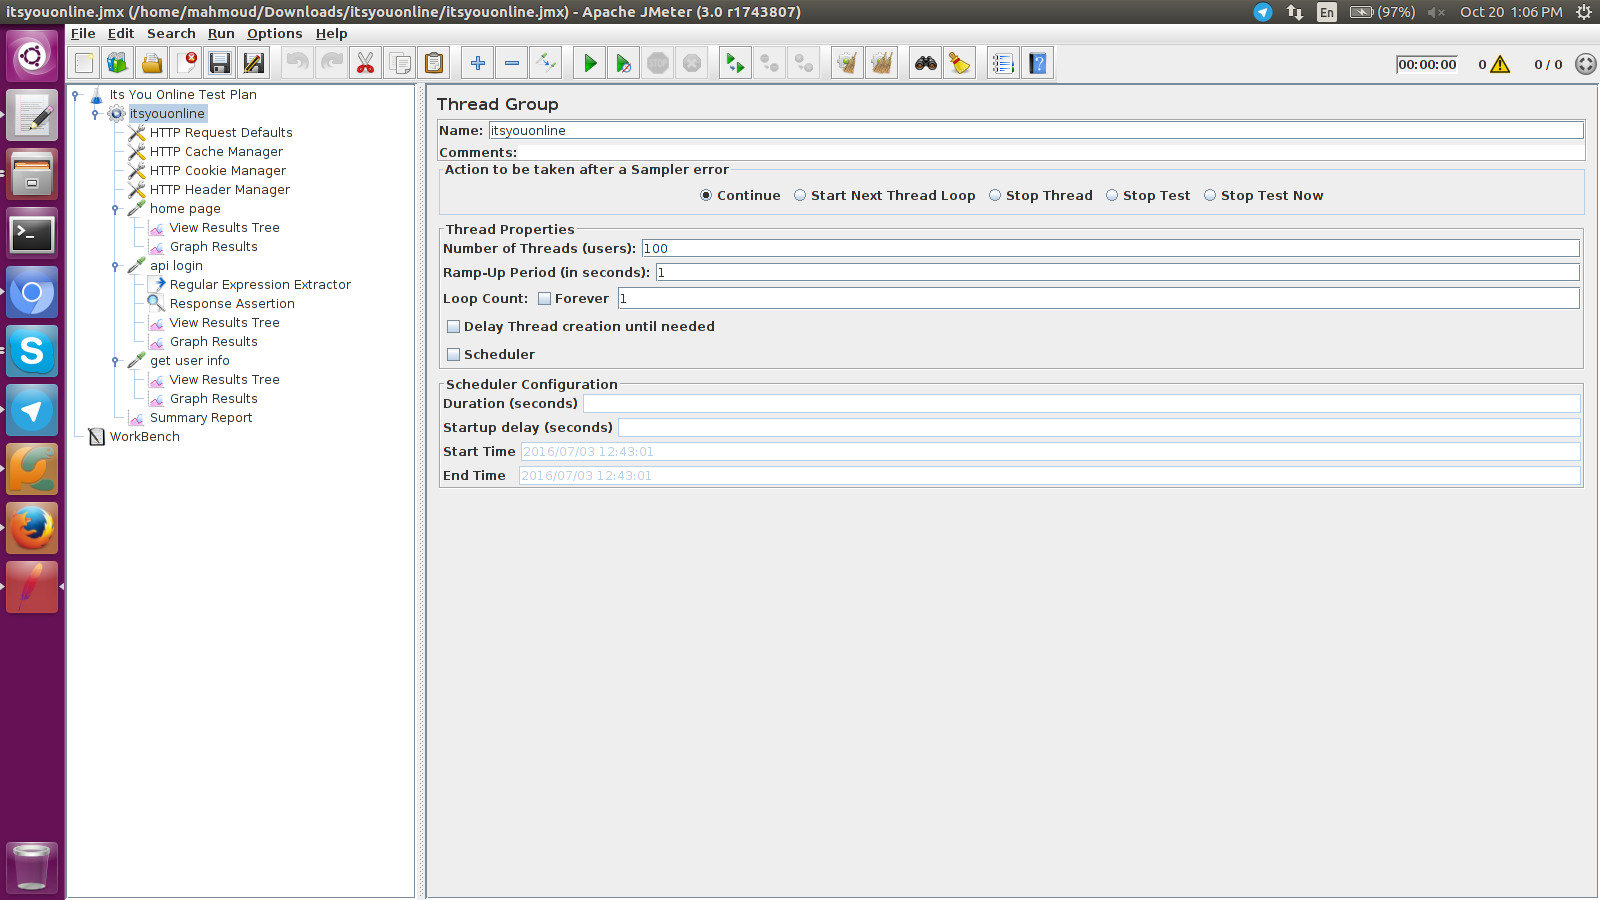 itsyouonline.jmx (/home/mahmoud/Downloads/itsyouonline/itsyouonline.jmx) - Apache JMeter (3.0 r1743807)
En (97%) Oct 20 1:06 PM
File Edit Search Run Options Help
STOP 00:00:00 0 0 / 0
Its You Online Test Plan
itsyouonline
HTTP Request Defaults
HTTP Cache Manager
HTTP Cookie Manager
HTTP Header Manager
home page
View Results Tree
Graph Results
api login
Regular Expression Extractor
Response Assertion
View Results Tree
Graph Results
get user info
View Results Tree
Graph Results
Summary Report
WorkBench
Thread Group
Name: itsyouonline
Comments:
Action to be taken after a Sampler error
Continue Start Next Thread Loop Stop Thread Stop Test Stop Test Now
Thread Properties
Number of Threads (users): 100
Ramp-Up Period (in seconds): 1
Loop Count: Forever 1
Delay Thread creation until needed
Scheduler
Scheduler Configuration
Duration (seconds)
Startup delay (seconds)
Start Time 2016/07/03 12:43:01
End Time 2016/07/03 12:43:01